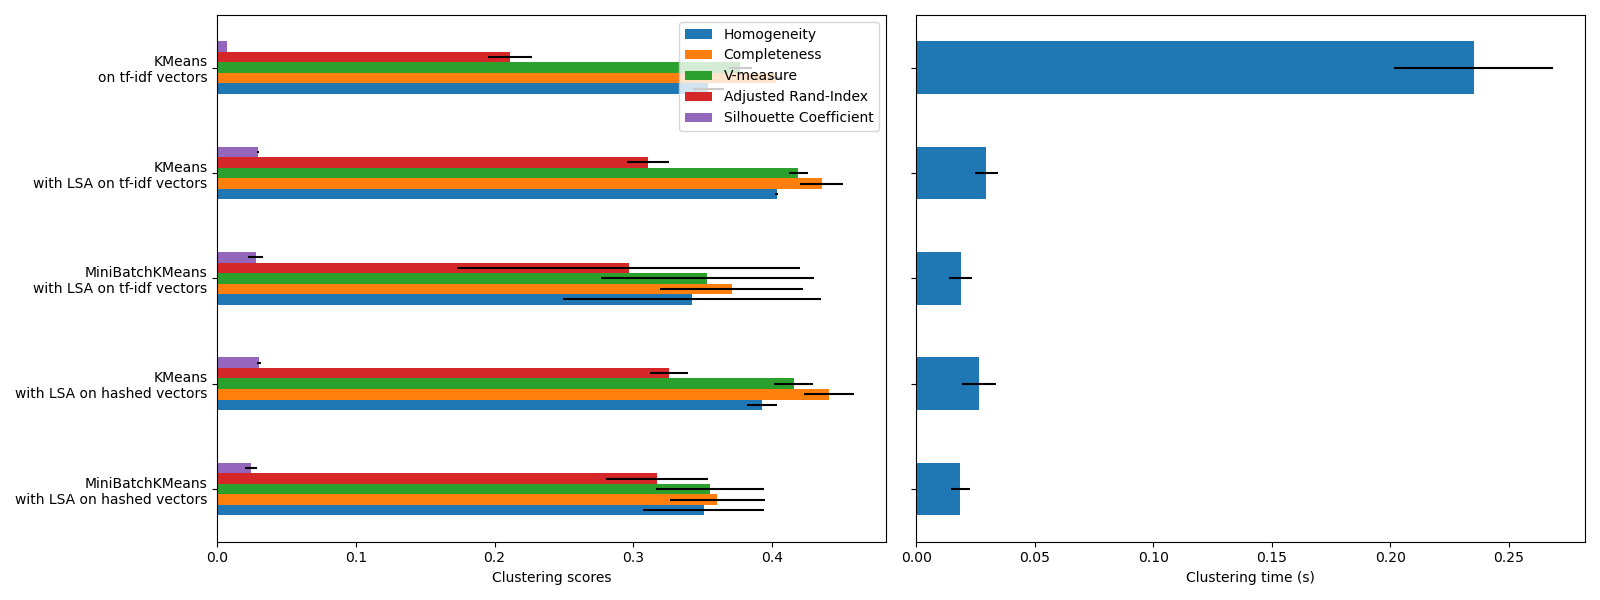 KMeans
on tf-idf vectors
KMeans
with LSA on tf-idf vectors
MiniBatchKMeans
with LSA on tf-idf vectors
KMeans
with LSA on hashed vectors
MiniBatchKMeans
with LSA on hashed vectors
Homogeneity
Completeness
V-measure
Adjusted Rand-Index
Silhouette Coefficient
0.0 0.1 0.2 0.3 0.4
Clustering scores
0.00 0.05 0.10 0.15 0.20 0.25
Clustering time (s)